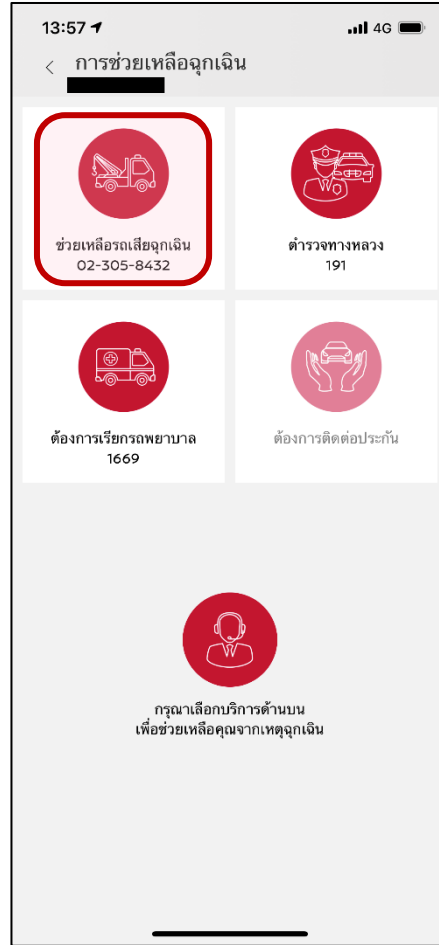 13:57
4G
การช่วยเหลือฉุกเฉิน
ช่วยเหลือรถเสียฉุกเฉิน
02-305-8432
ตำรวจทางหลวง
191
ต้องการเรียกรถพยาบาล
1669
ต้องการติดต่อประกัน
กรุณาเลือกบริการด้านบน
เพื่อช่วยเหลือคุณจากเหตุฉุกเฉิน